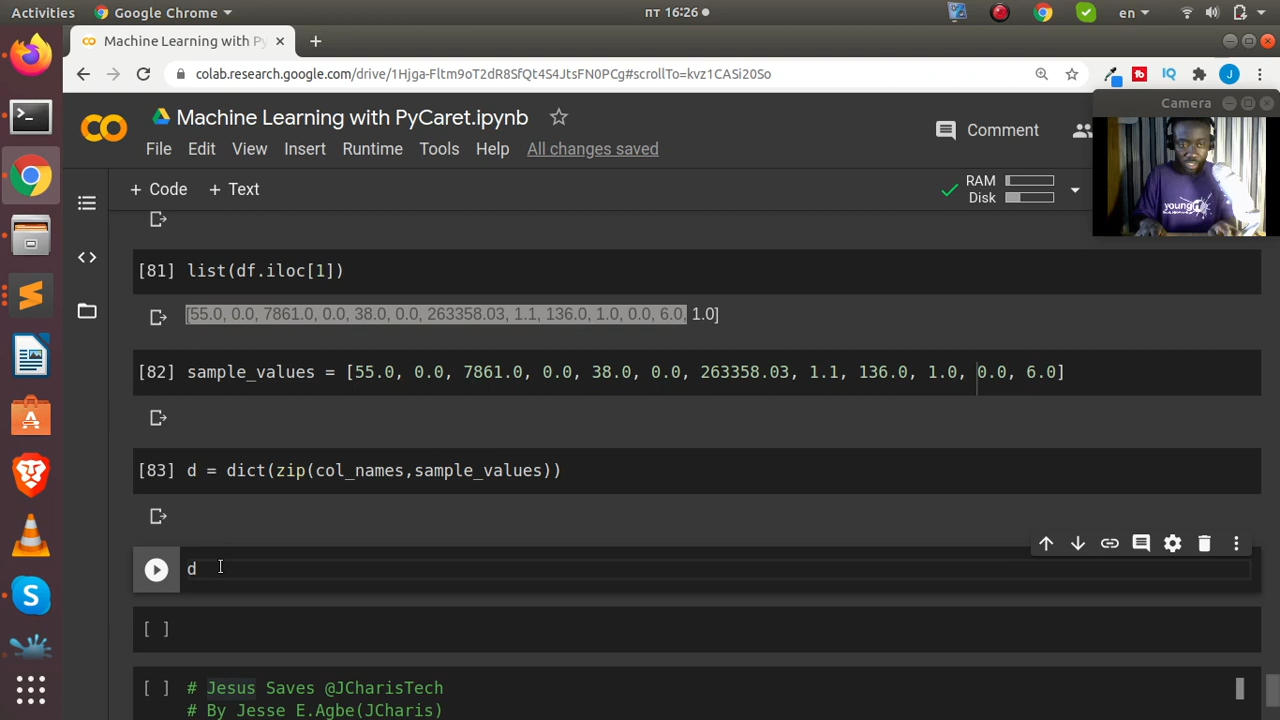 Activities
Google Chrome
пт 16:26
en
Machine Learning with Py
colab.research.google.com/drive/1Hjga-Fltm9oT2dR8SfQt4S4JtsFN0PCg#scrollTo=kvz1CASi20So
J
Camera
Machine Learning with PyCaret.ipynb
Comment
File Edit View Insert Runtime Tools Help All changes saved
+ Code + Text
RAM
Disk
[81] list(df.iloc[1])
[55.0, 0.0, 7861.0, 0.0, 38.0, 0.0, 263358.03, 1.1, 136.0, 1.0, 0.0, 6.0, 1.0]
[82] sample_values = [55.0, 0.0, 7861.0, 0.0, 38.0, 0.0, 263358.03, 1.1, 136.0, 1.0, 0.0, 6.0]
[83] d = dict(zip(col_names,sample_values))
d
[ ]
[ ] # Jesus Saves @JCharisTech
# By Jesse E.Agbe(JCharis)